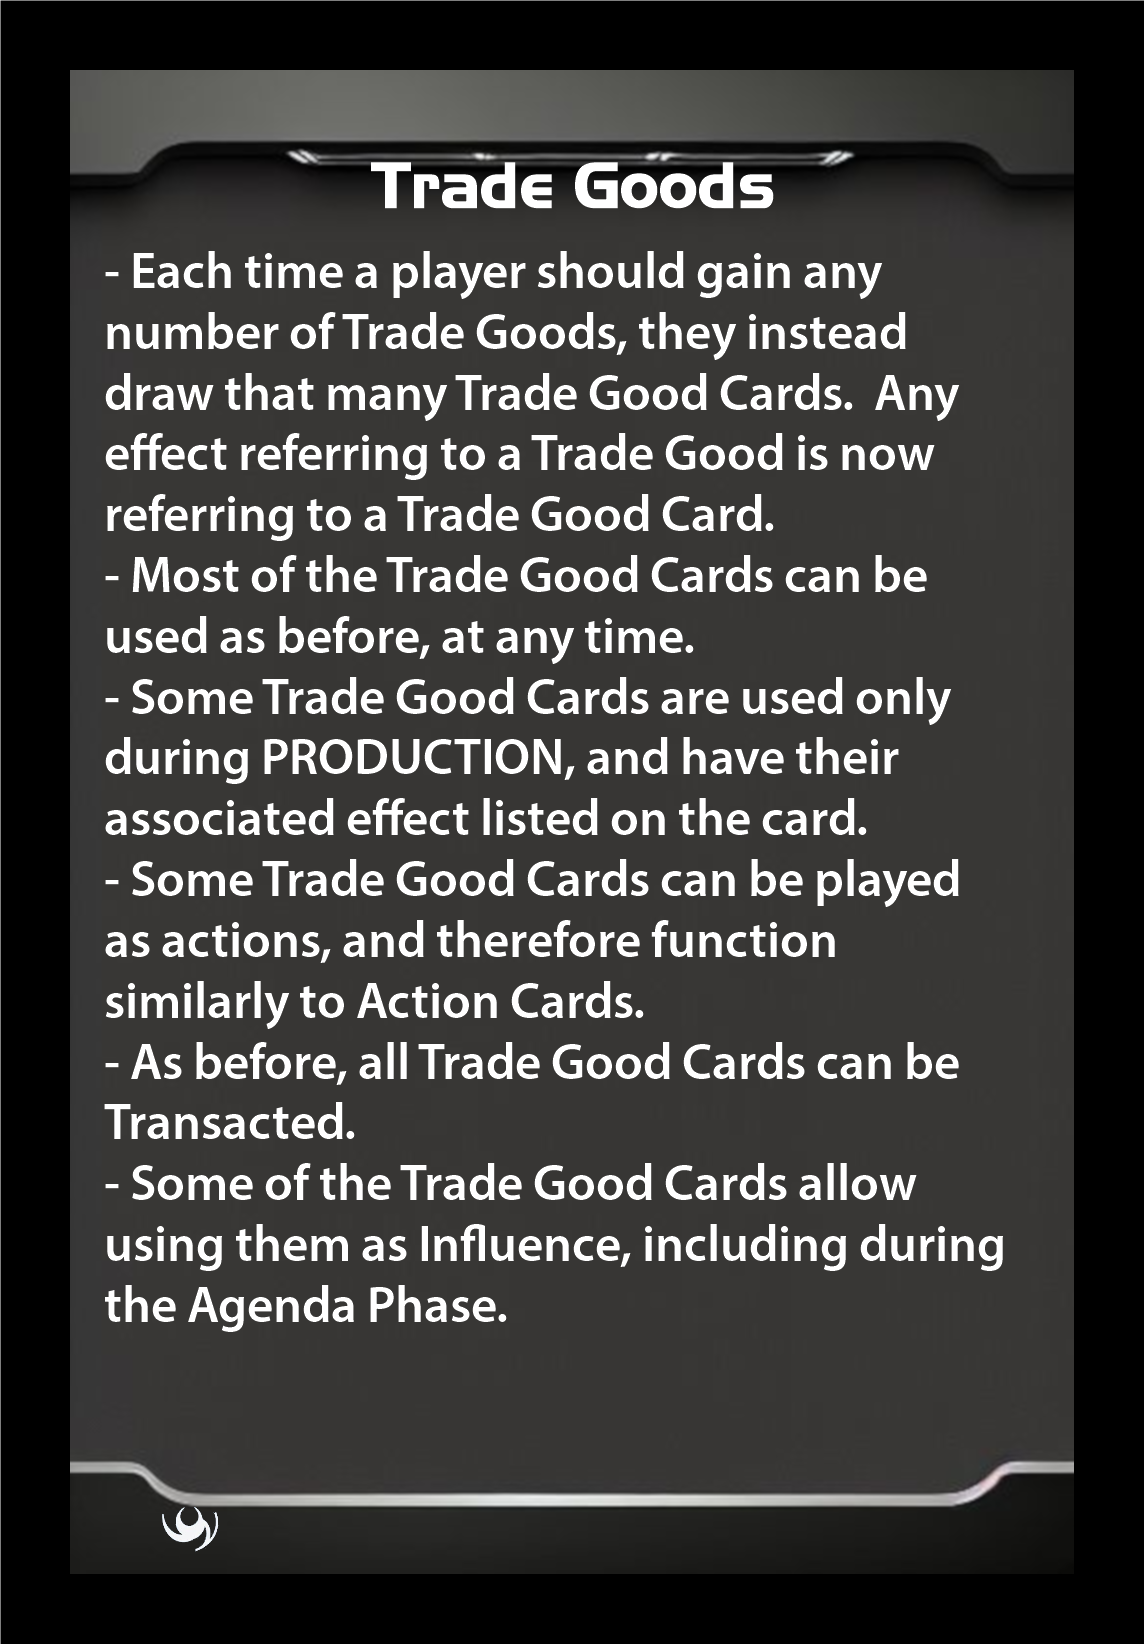 Trade Goods
- Each time a player should gain any
number of Trade Goods, they instead
draw that many Trade Good Cards.  Any
effect referring to a Trade Good is now
referring to a Trade Good Card.
- Most of the Trade Good Cards can be
used as before, at any time.
- Some Trade Good Cards are used only
during PRODUCTION, and have their
associated effect listed on the card.
- Some Trade Good Cards can be played
as actions, and therefore function
similarly to Action Cards.
- As before, all Trade Good Cards can be
Transacted.
- Some of the Trade Good Cards allow
using them as Influence, including during
the Agenda Phase.